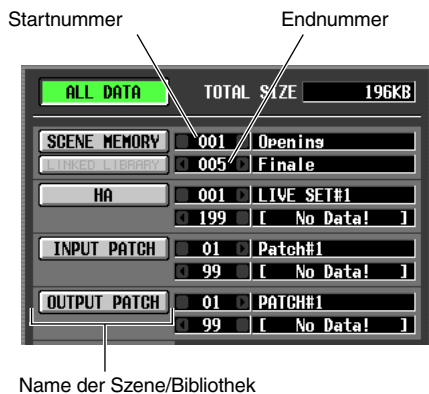 Startnummer Endnummer
ALL DATA TOTAL SIZE 196KB
SCENE MEMORY 001 Opening
LINKED LIBRARY 005 Finale
HA 001 LIVE SET#1
199 [ No Data! ]
INPUT PATCH 01 Patch#1
99 [ No Data! ]
OUTPUT PATCH 01 PATCH#1
99 [ No Data! ]
Name der Szene/Bibliothek